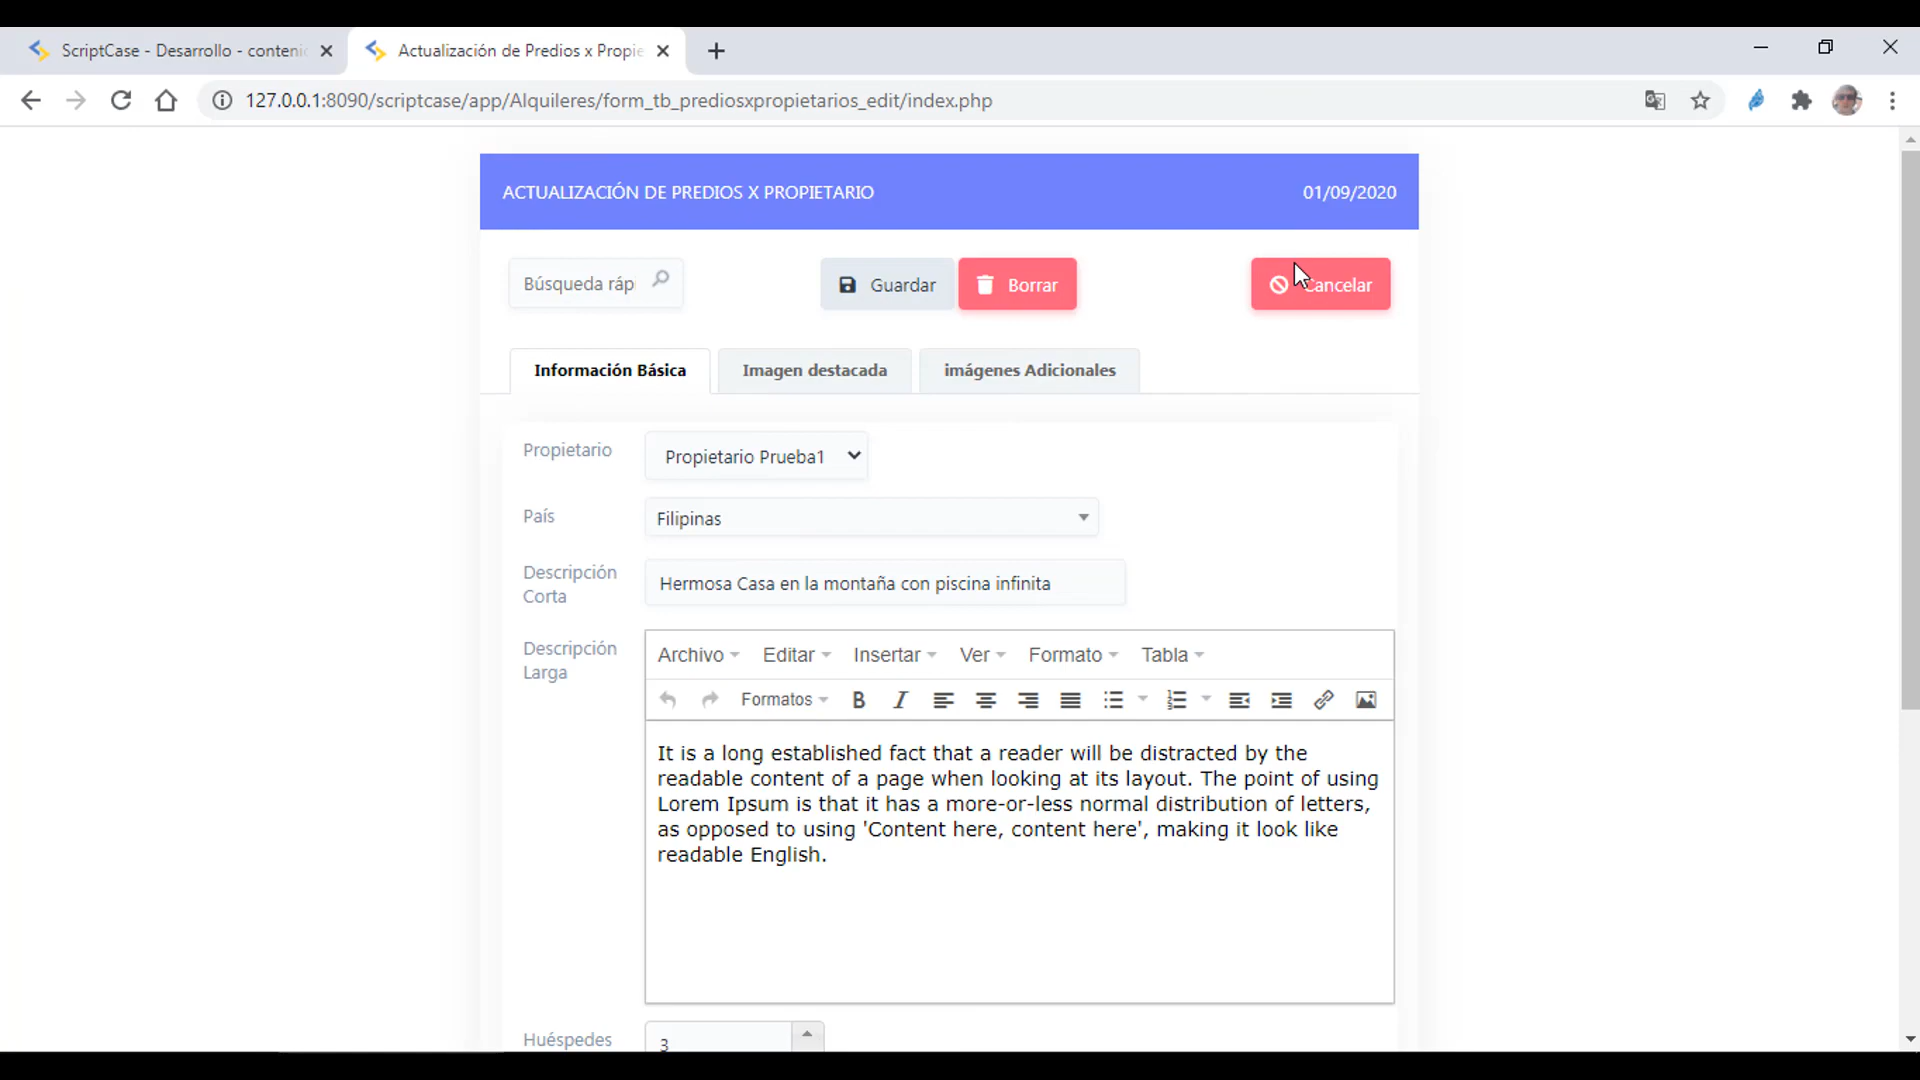 ScriptCase - Desarrollo - conteni
Actualización de Predios x Propie
127.0.0.1:8090/scriptcase/app/Alquileres/form_tb_prediosxpropietarios_edit/index.php
ACTUALIZACIÓN DE PREDIOS X PROPIETARIO 01/09/2020
Búsqueda ráp Guardar Borrar Cancelar
Información Básica Imagen destacada imágenes Adicionales
Propietario Propietario Prueba1
País Filipinas
Descripción
Corta
Hermosa Casa en la montaña con piscina infinita
Descripción
Larga
Archivo Editar Insertar Ver Formato Tabla
Formatos B I
It is a long established fact that a reader will be distracted by the
readable content of a page when looking at its layout. The point of using
Lorem Ipsum is that it has a more-or-less normal distribution of letters,
as opposed to using 'Content here, content here', making it look like
readable English.
Huéspedes 3